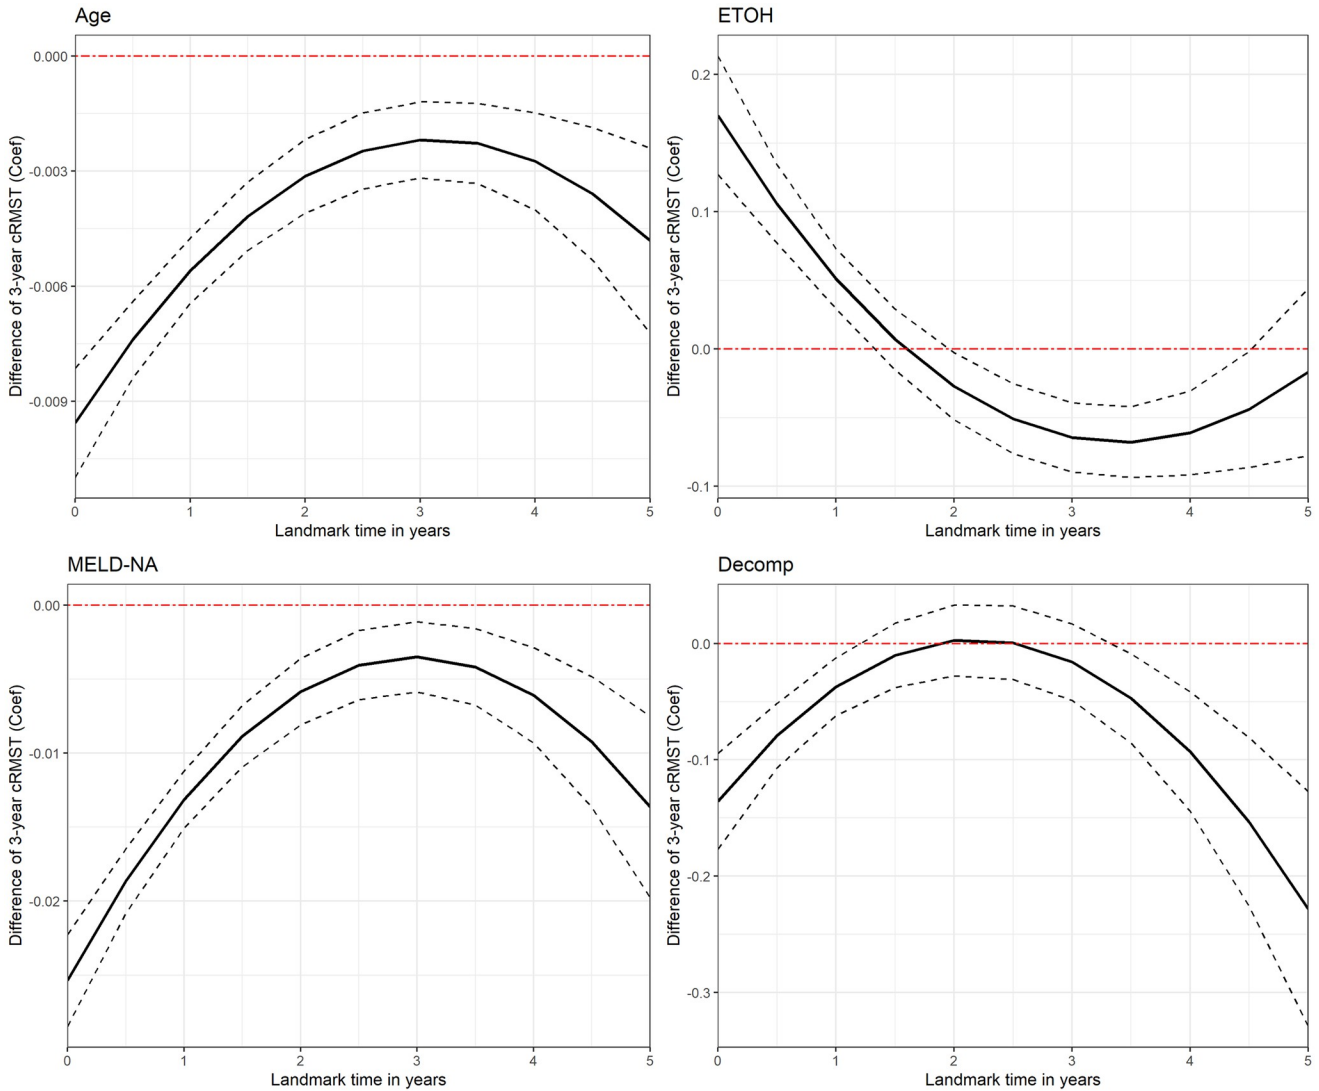 Age
Difference of 3-year cRMST (Coef)
0.000
-0.003
-0.006
-0.009
0 1 2 3 4 5
Landmark time in years
ETOH
Difference of 3-year cRMST (Coef)
0.2
0.1
0.0
-0.1
0 1 2 3 4 5
Landmark time in years
MELD-NA
Difference of 3-year cRMST (Coef)
0.00
-0.01
-0.02
0 1 2 3 4 5
Landmark time in years
Decomp
Difference of 3-year cRMST (Coef)
0.0
-0.1
-0.2
-0.3
0 1 2 3 4 5
Landmark time in years